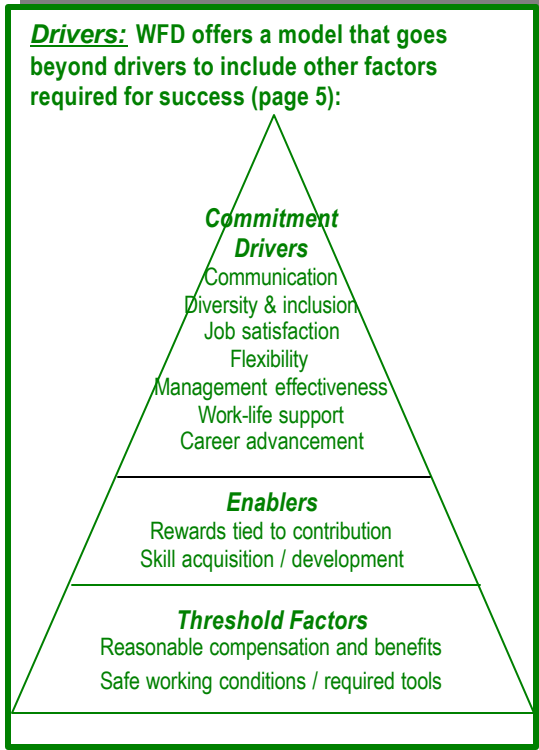 Drivers: WFD offers a model that goes
beyond drivers to include other factors
required for success (page 5):
Commitment
Drivers
Communication
Diversity & inclusion
Job satisfaction
Flexibility
Management effectiveness
Work-life support
Career advancement
Enablers
Rewards tied to contribution
Skill acquisition / development
Threshold Factors
Reasonable compensation and benefits
Safe working conditions / required tools